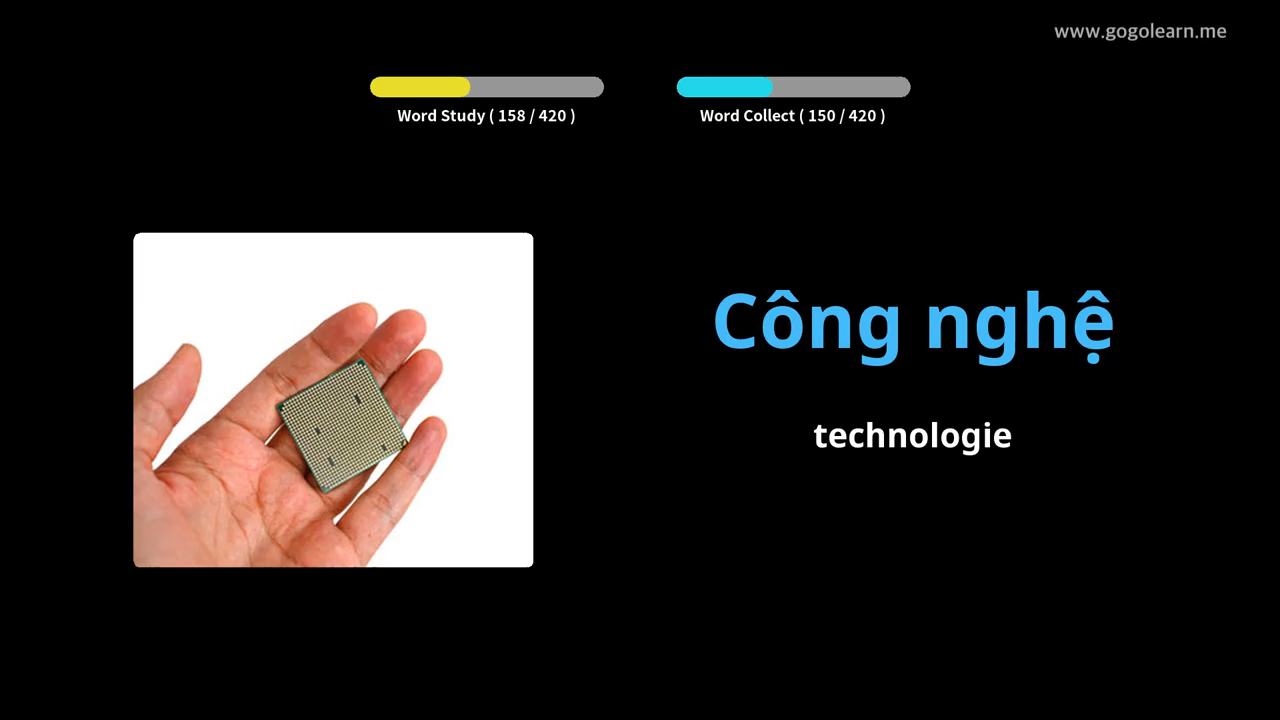 www.gogolearn.me
Word Study ( 158 / 420 )
Word Collect ( 150 / 420 )
Công nghệ
technologie